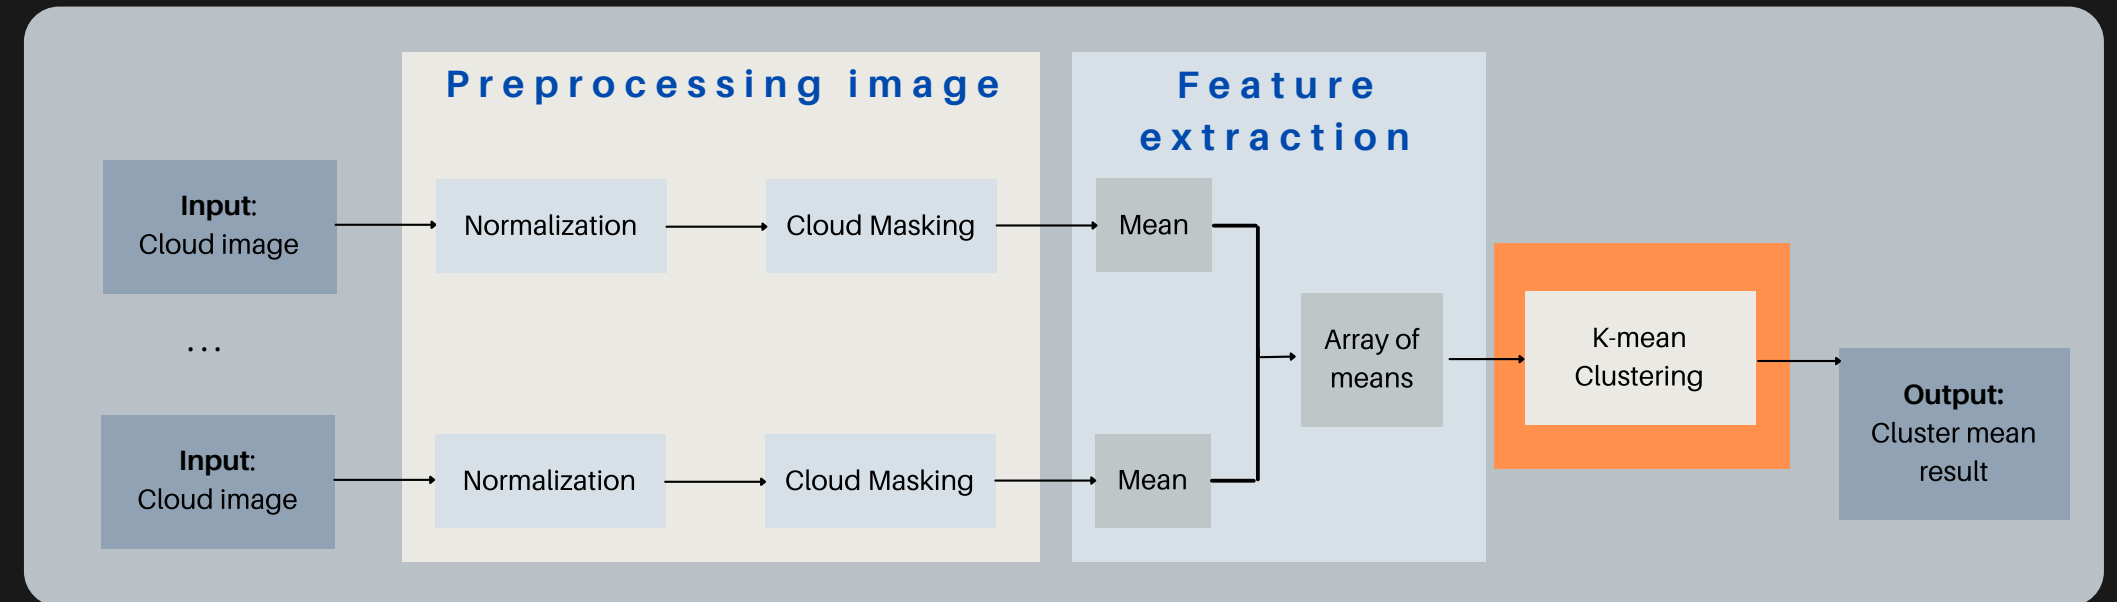 Preprocessing image
Feature
extraction
Input:
Cloud image
Normalization
Cloud Masking
Mean
...
Array of
means
K-mean
Clustering
Output:
Cluster mean
result
Input:
Cloud image
Normalization
Cloud Masking
Mean